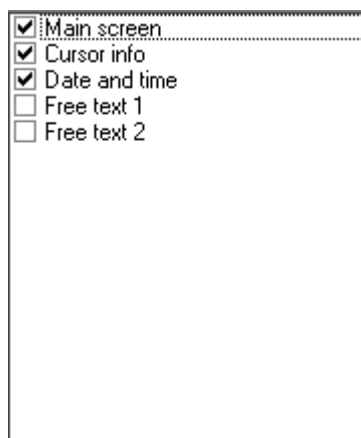 Main screen
Cursor info
Date and time
Free text 1
Free text 2